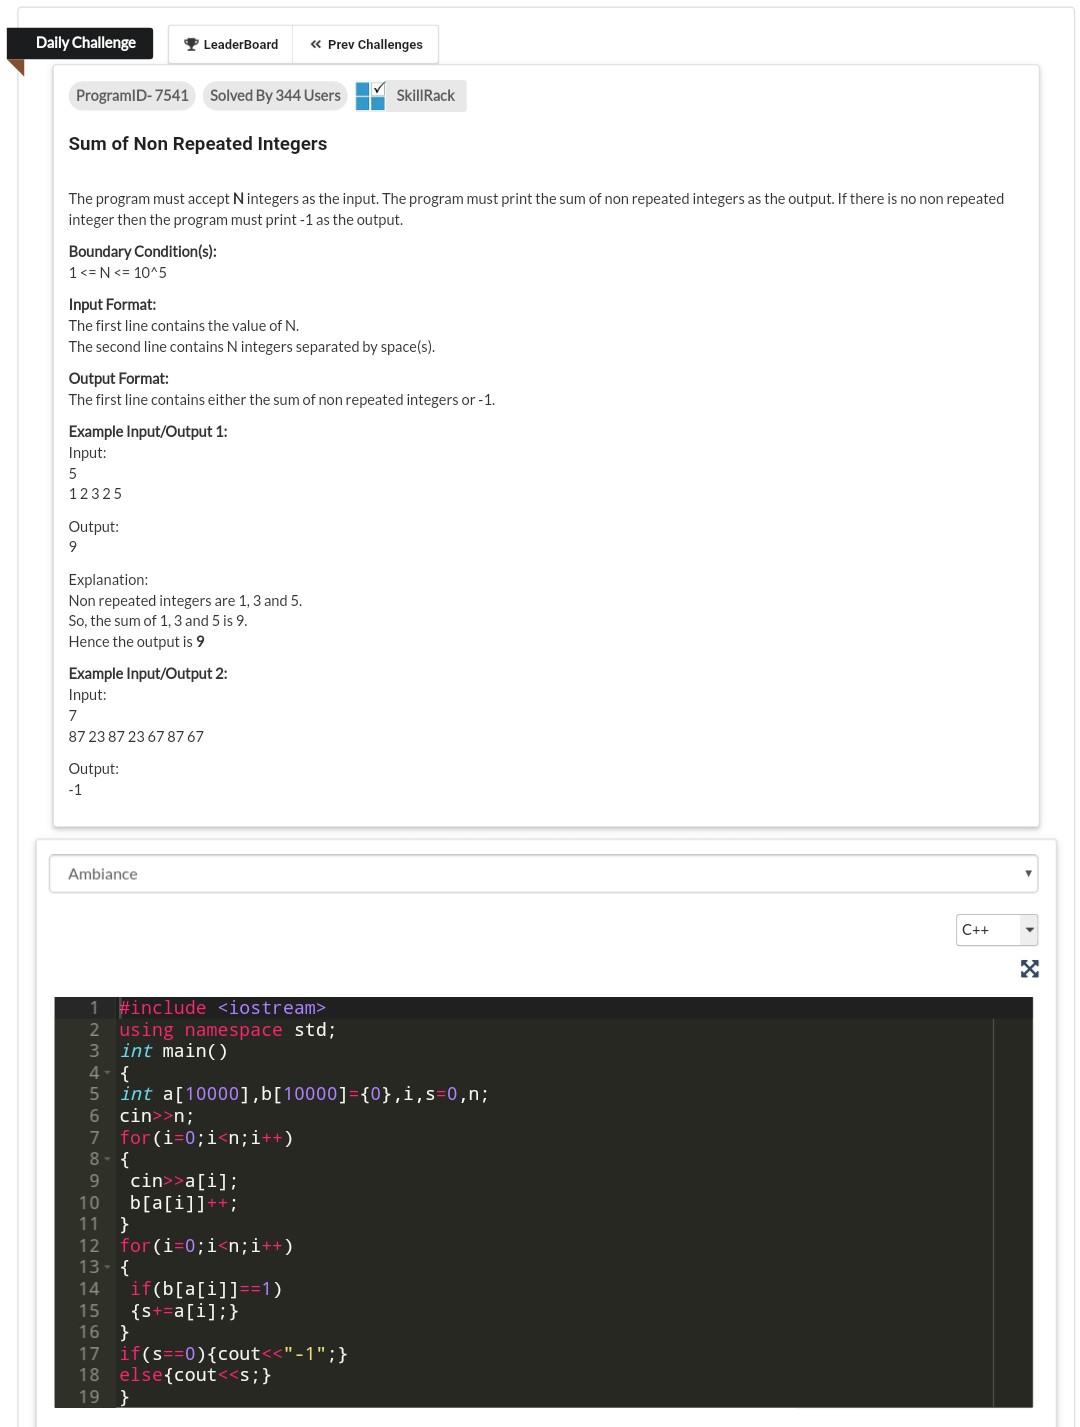 Daily Challenge
LeaderBoard
Prev Challenges
ProgramID- 7541
Solved By 344 Users
SkillRack
Sum of Non Repeated Integers
The program must accept N integers as the input. The program must print the sum of non repeated integers as the output. If there is no non repeated
integer then the program must print -1 as the output.
Boundary Condition(s):
1 <= N <= 10^5
Input Format:
The first line contains the value of N.
The second line contains N integers separated by space(s).
Output Format:
The first line contains either the sum of non repeated integers or -1.
Example Input/Output 1:
Input:
5
1 2 3 2 5
Output:
9
Explanation:
Non repeated integers are 1, 3 and 5.
So, the sum of 1, 3 and 5 is 9.
Hence the output is 9
Example Input/Output 2:
Input:
7
87 23 87 23 67 87 67
Output:
-1
Ambiance
C++
1 #include <iostream>
2 using namespace std;
3 int main()
4 {
5 int a[10000],b[10000]={0},i,s=0,n;
6 cin>>n;
7 for(i=0;i<n;i++)
8 {
9 cin>>a[i];
10 b[a[i]]++;
11 }
12 for(i=0;i<n;i++)
13 {
14 if(b[a[i]]==1)
15 {s+=a[i];}
16 }
17 if(s==0){cout<<"-1";}
18 else{cout<<s;}
19 }